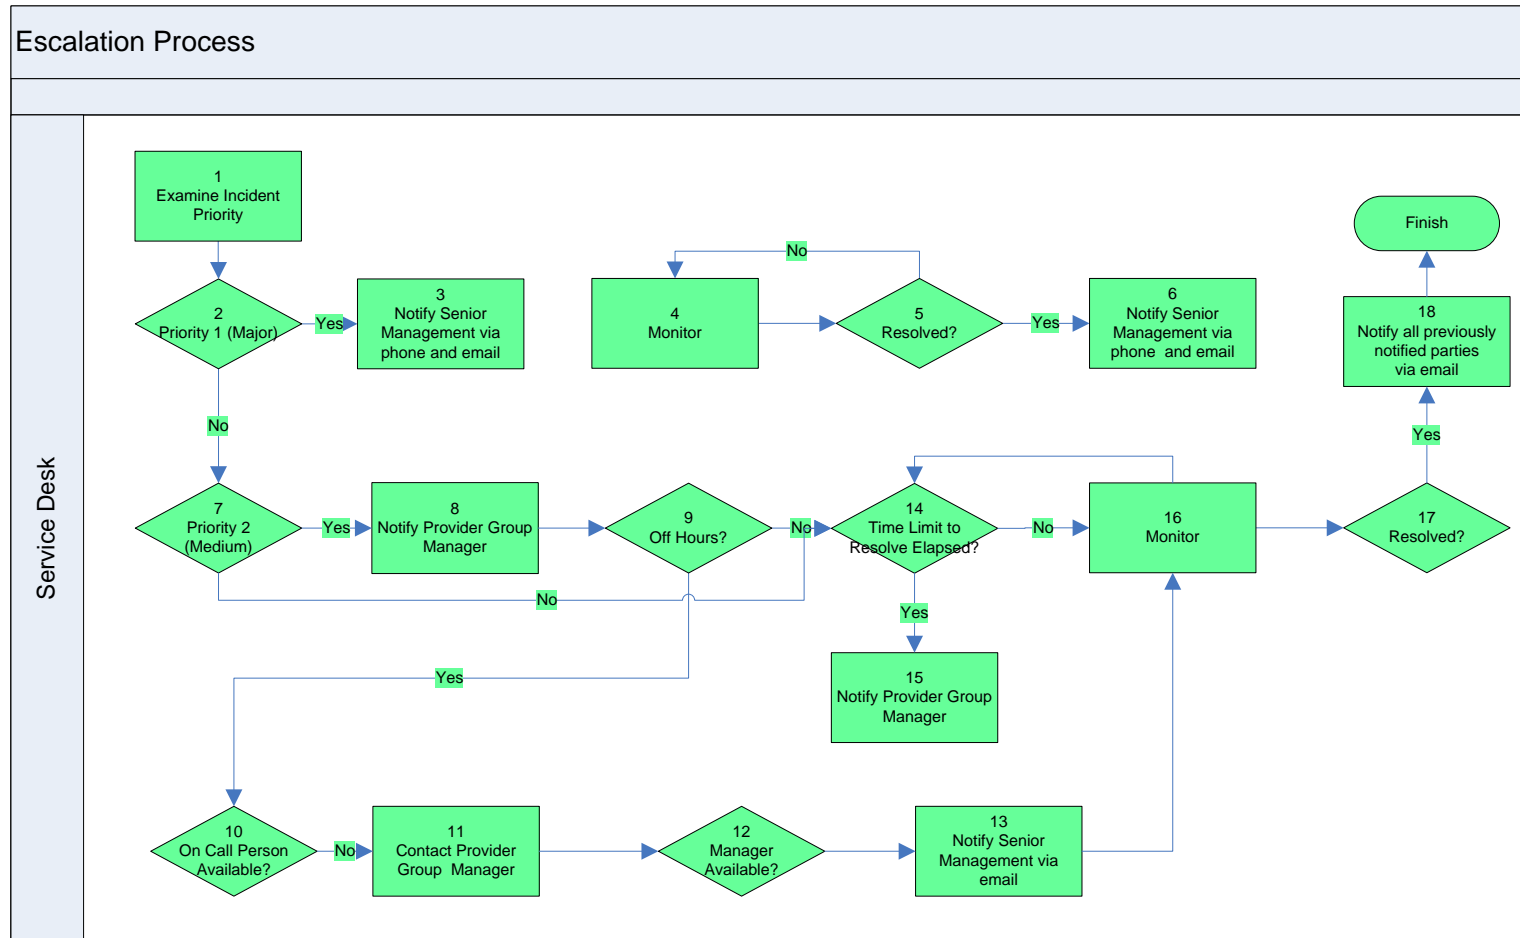 Escalation Process
Service Desk
1
Examine Incident
Priority
2
Priority 1 (Major)
Yes
3
Notify Senior
Management via
phone and email
4
Monitor
No
5
Resolved?
Yes
6
Notify Senior
Management via
phone  and email
Finish
18
Notify all previously
notified parties
via email
Yes
No
7
Priority 2
(Medium)
Yes
8
Notify Provider Group
Manager
9
Off Hours?
No
14
Time Limit to
Resolve Elapsed?
No
16
Monitor
17
Resolved?
No
Yes
Yes
15
Notify Provider Group
Manager
10
On Call Person
Available?
No
11
Contact Provider
Group  Manager
12
Manager
Available?
13
Notify Senior
Management via
email